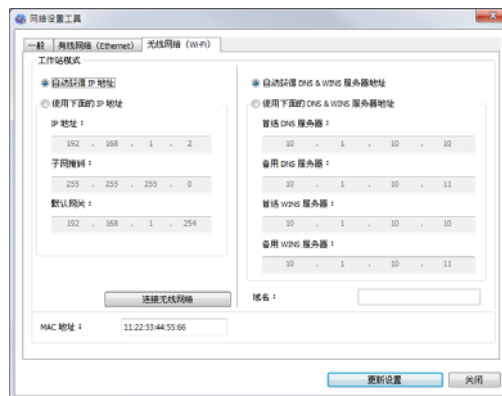 网络设置工具
一般 有线网络（Ethernet） 无线网络（Wi-Fi）
工作站模式
自动获得 IP 地址
使用下面的 IP 地址
IP 地址：
192 . 168 . 1 . 2
子网掩码：
255 . 255 . 255 . 0
默认网关：
192 . 168 . 1 . 254
连接无线网络
自动获得 DNS & WINS 服务器地址
使用下面的 DNS & WINS 服务器地址
首选 DNS 服务器：
10 . 1 . 10 . 10
备用 DNS 服务器：
10 . 1 . 10 . 11
首选 WINS 服务器：
10 . 1 . 10 . 10
备用 WINS 服务器：
10 . 1 . 10 . 11
域名：
MAC 地址： 11:22:33:44:55:66
更新设置 关闭